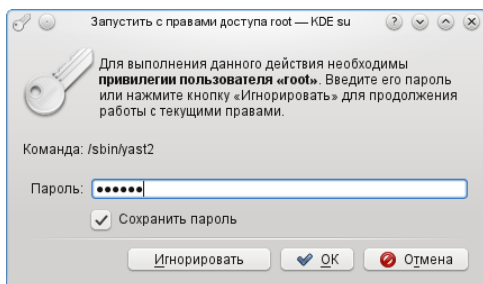 Запустить с правами доступа root — KDE su
Для выполнения данного действия необходимы
привилегии пользователя «root». Введите его пароль
или нажмите кнопку «Игнорировать» для продолжения
работы с текущими правами.
Команда: /sbin/yast2
Пароль: ••••••
Сохранить пароль
Игнорировать OK Отмена